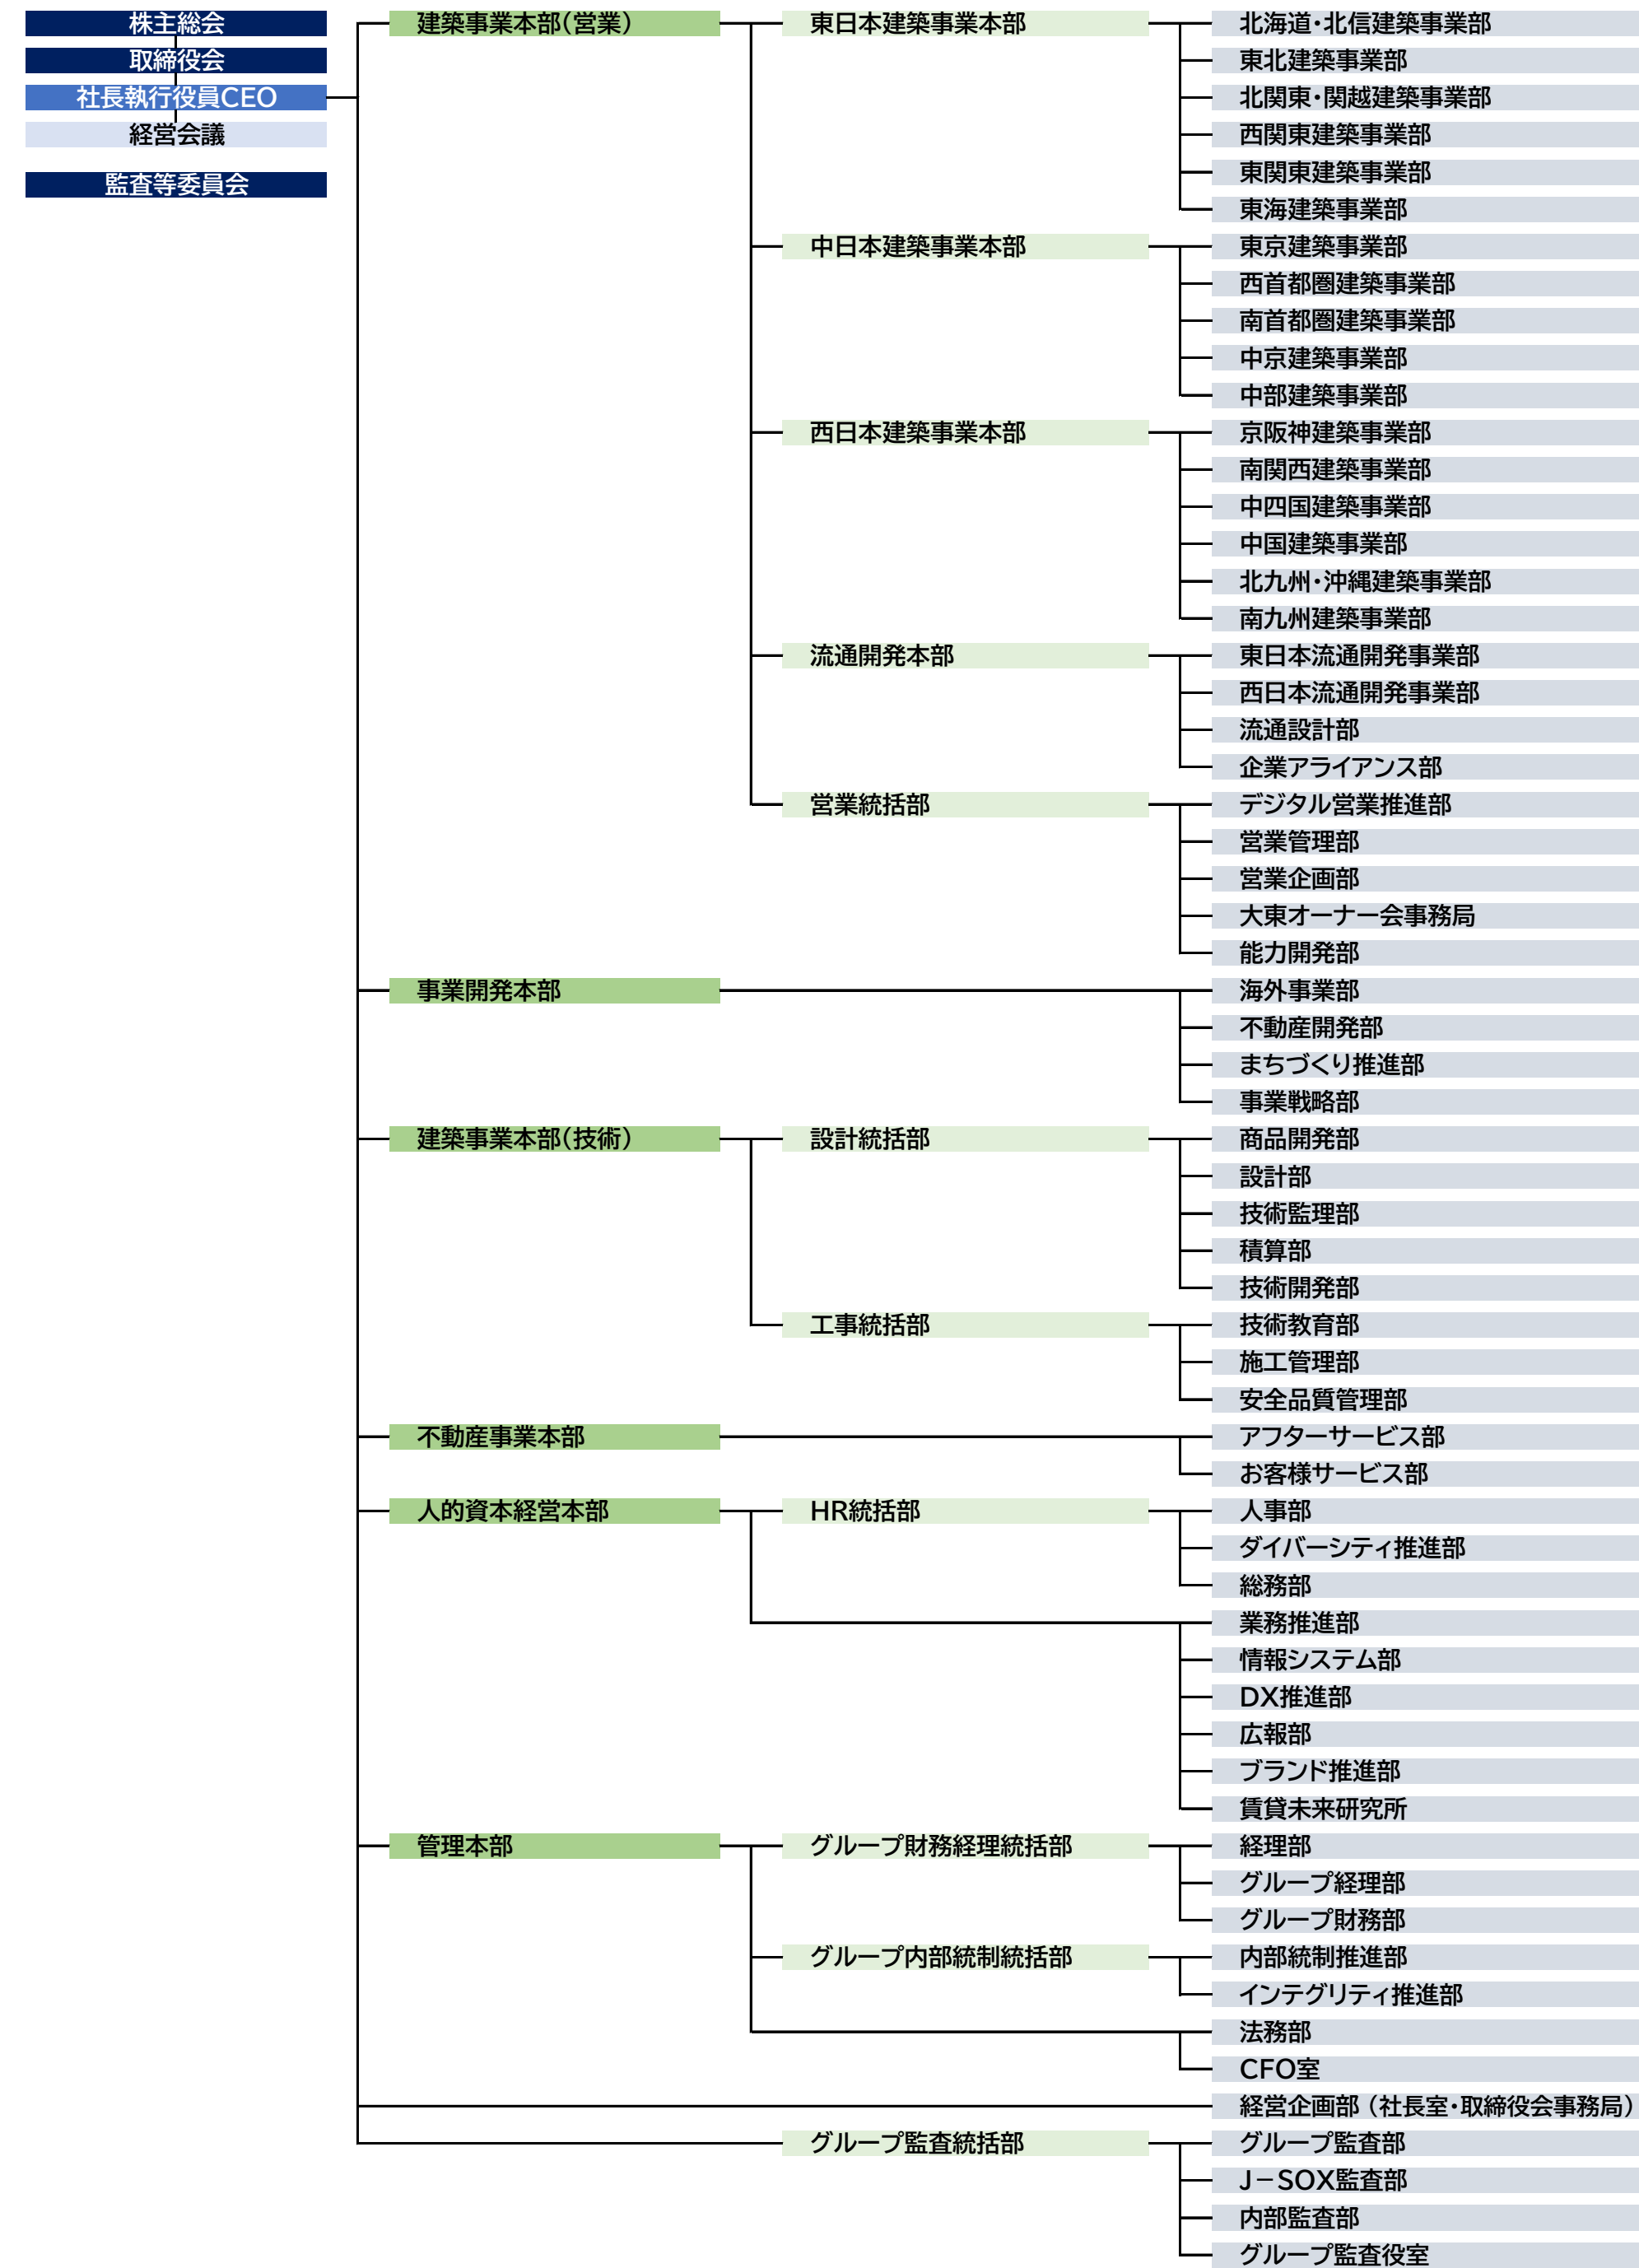 株主総会
取締役会
社長執行役員CEO
経営会議
監査等委員会
建築事業本部（営業）
東日本建築事業本部
北海道・北信建築事業部
東北建築事業部
北関東・関越建築事業部
西関東建築事業部
東関東建築事業部
東海建築事業部
中日本建築事業本部
東京建築事業部
西首都圏建築事業部
南首都圏建築事業部
中京建築事業部
中部建築事業部
西日本建築事業本部
京阪神建築事業部
南関西建築事業部
中四国建築事業部
中国建築事業部
北九州・沖縄建築事業部
南九州建築事業部
流通開発本部
東日本流通開発事業部
西日本流通開発事業部
流通設計部
企業アライアンス部
営業統括部
デジタル営業推進部
営業管理部
営業企画部
大東オーナー会事務局
能力開発部
事業開発本部
海外事業部
不動産開発部
まちづくり推進部
事業戦略部
建築事業本部（技術）
設計統括部
商品開発部
設計部
技術監理部
積算部
技術開発部
工事統括部
技術教育部
施工管理部
安全品質管理部
不動産事業本部
アフターサービス部
お客様サービス部
人的資本経営本部
HR統括部
人事部
ダイバーシティ推進部
総務部
業務推進部
情報システム部
DX推進部
広報部
ブランド推進部
賃貸未来研究所
管理本部
グループ財務経理統括部
経理部
グループ経理部
グループ財務部
グループ内部統制統括部
内部統制推進部
インテグリティ推進部
法務部
CFO室
経営企画部（社長室・取締役会事務局）
グループ監査統括部
グループ監査部
J－SOX監査部
内部監査部
グループ監査役室